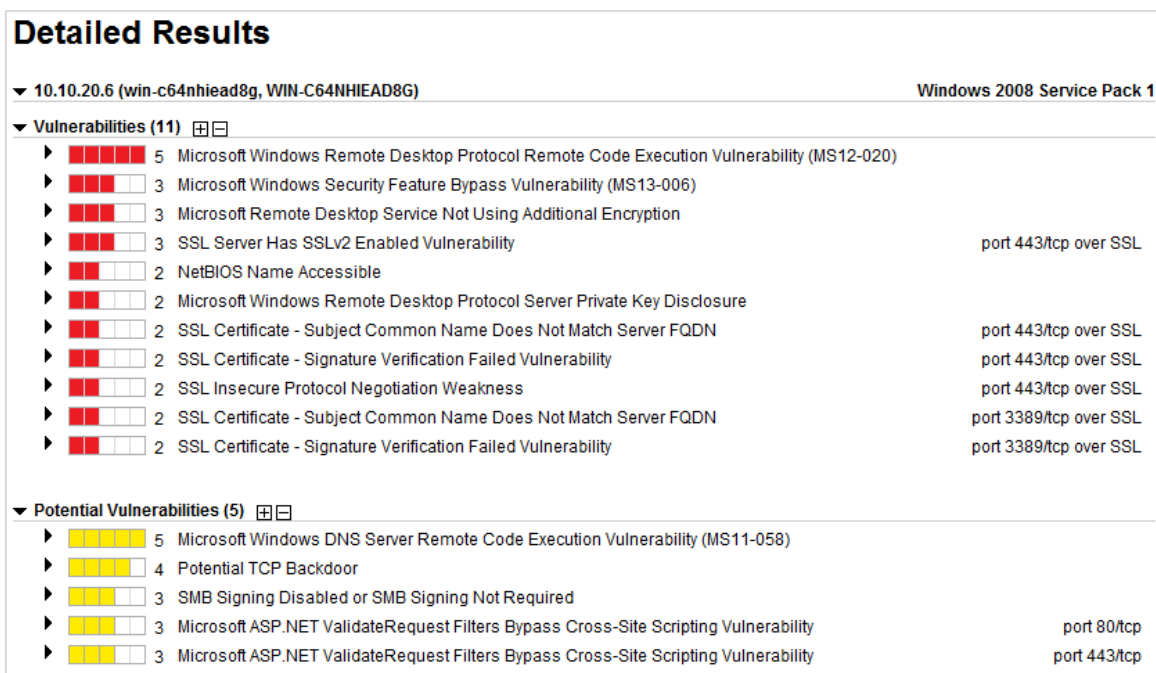 Detailed Results
10.10.20.6 (win-c64nhiead8g, WIN-C64NHIEAD8G) Windows 2008 Service Pack 1
Vulnerabilities (11)
5 Microsoft Windows Remote Desktop Protocol Remote Code Execution Vulnerability (MS12-020)
3 Microsoft Windows Security Feature Bypass Vulnerability (MS13-006)
3 Microsoft Remote Desktop Service Not Using Additional Encryption
3 SSL Server Has SSLv2 Enabled Vulnerability port 443/tcp over SSL
2 NetBIOS Name Accessible
2 Microsoft Windows Remote Desktop Protocol Server Private Key Disclosure
2 SSL Certificate - Subject Common Name Does Not Match Server FQDN port 443/tcp over SSL
2 SSL Certificate - Signature Verification Failed Vulnerability port 443/tcp over SSL
2 SSL Insecure Protocol Negotiation Weakness port 443/tcp over SSL
2 SSL Certificate - Subject Common Name Does Not Match Server FQDN port 3389/tcp over SSL
2 SSL Certificate - Signature Verification Failed Vulnerability port 3389/tcp over SSL
Potential Vulnerabilities (5)
5 Microsoft Windows DNS Server Remote Code Execution Vulnerability (MS11-058)
4 Potential TCP Backdoor
3 SMB Signing Disabled or SMB Signing Not Required
3 Microsoft ASP.NET ValidateRequest Filters Bypass Cross-Site Scripting Vulnerability port 80/tcp
3 Microsoft ASP.NET ValidateRequest Filters Bypass Cross-Site Scripting Vulnerability port 443/tcp